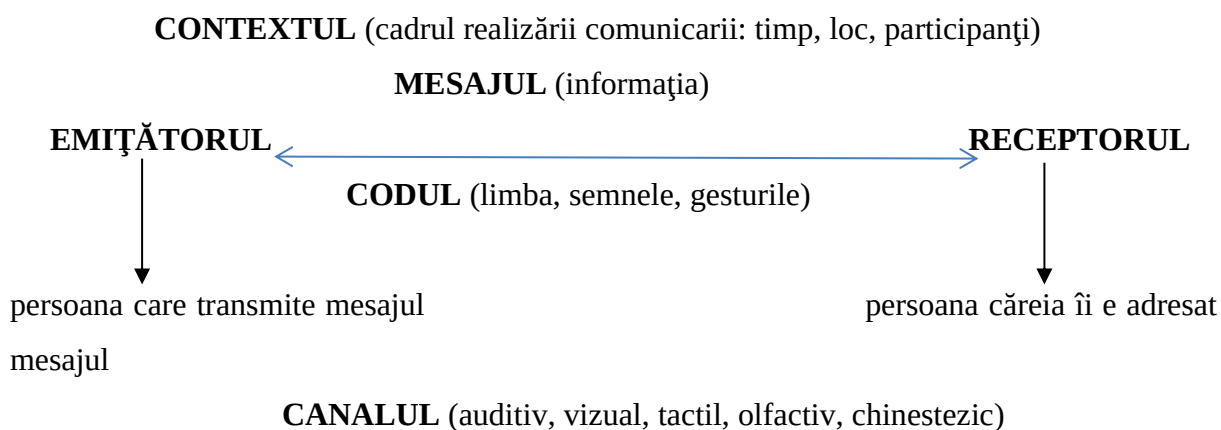 CONTEXTUL (cadrul realizării comunicarii: timp, loc, participanţi)
MESAJUL (informaţia)
EMIŢĂTORUL RECEPTORUL
CODUL (limba, semnele, gesturile)
persoana care transmite mesajul persoana căreia îi e adresat
mesajul
CANALUL (auditiv, vizual, tactil, olfactiv, chinestezic)